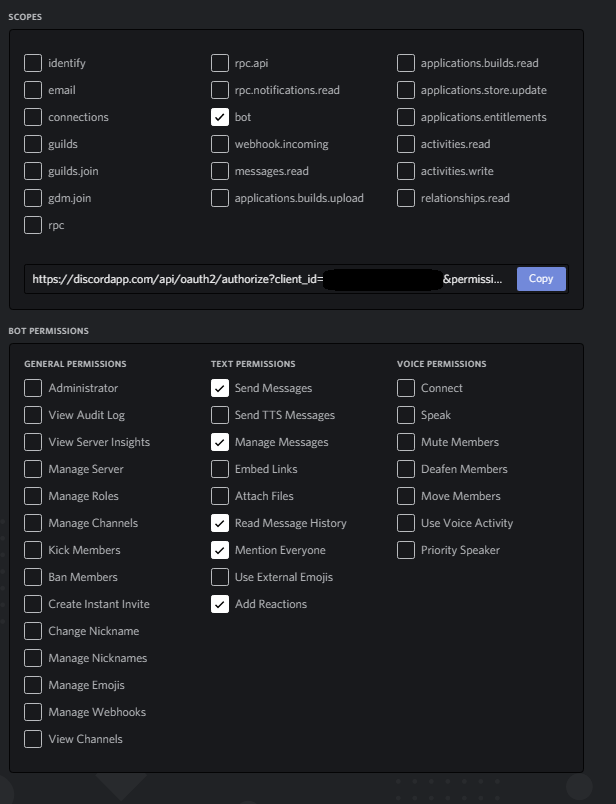 SCOPES
identify
rpc.api
applications.builds.read
email
rpc.notifications.read
applications.store.update
connections
bot
applications.entitlements
guilds
webhook.incoming
activities.read
guilds.join
messages.read
activities.write
gdm.join
applications.builds.upload
relationships.read
rpc
https://discordapp.com/api/oauth2/authorize?client_id= &permissi...
Copy
BOT PERMISSIONS
GENERAL PERMISSIONS
Administrator
View Audit Log
View Server Insights
Manage Server
Manage Roles
Manage Channels
Kick Members
Ban Members
Create Instant Invite
Change Nickname
Manage Nicknames
Manage Emojis
Manage Webhooks
View Channels
TEXT PERMISSIONS
Send Messages
Send TTS Messages
Manage Messages
Embed Links
Attach Files
Read Message History
Mention Everyone
Use External Emojis
Add Reactions
VOICE PERMISSIONS
Connect
Speak
Mute Members
Deafen Members
Move Members
Use Voice Activity
Priority Speaker